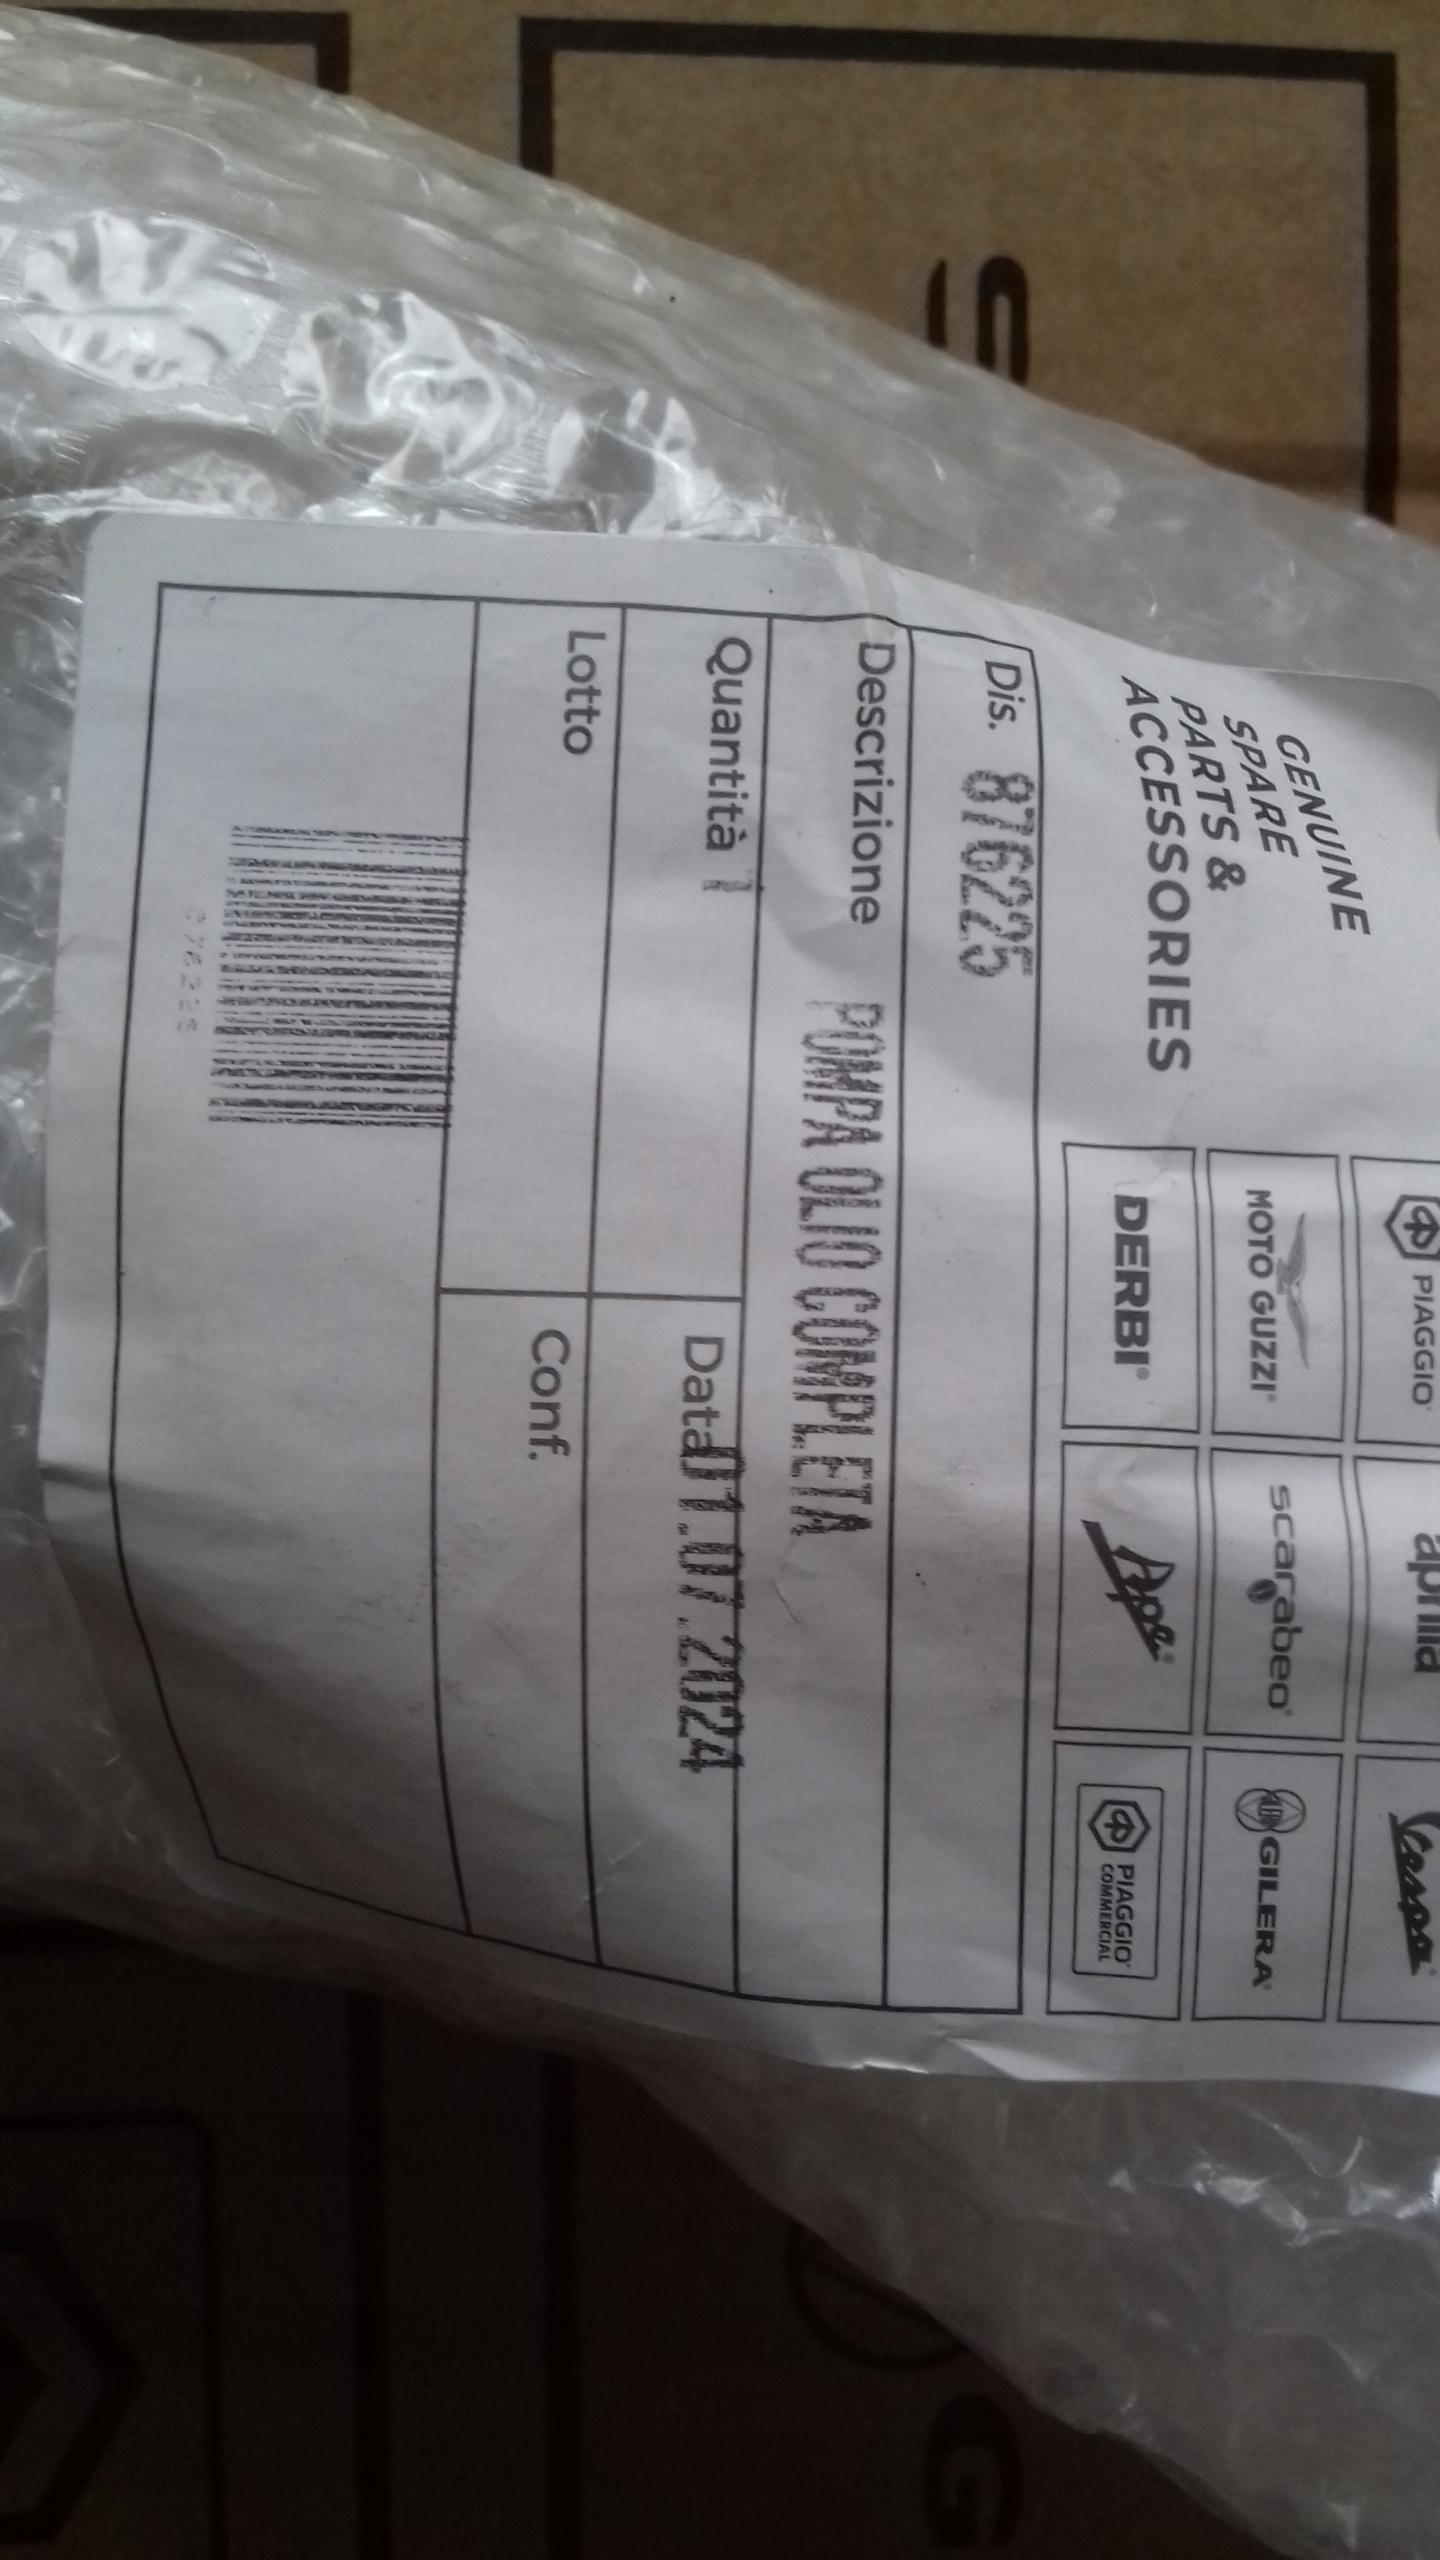 GENUINE
SPARE
PARTS &
ACCESSORIES
PIAGGIO
aprilia
Vespa
MOTO GUZZI
scarabeo
GILERA
DERBI
Ape
PIAGGIO
COMMERCIAL
Dis. 876225
Descrizione POMPA OLIO COMPLETA
Quantità 1
Data 01.07.2024
Lotto
Conf.
876225
S
G